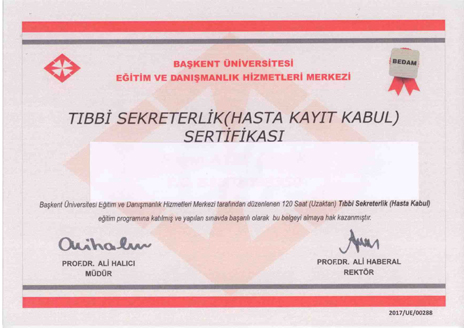 BAŞKENT ÜNİVERSİTESİ
EĞİTİM VE DANIŞMANLIK HİZMETLERİ MERKEZİ
BEDAM
TIBBİ SEKRETERLİK(HASTA KAYIT KABUL)
SERTİFİKASI
Başkent Üniversitesi Eğitim ve Danışmanlık Hizmetleri Merkezi tarafından düzenlenen 120 Saat (Uzaktan) Tıbbi Sekreterlik (Hasta Kabul)
eğitim programına katılmış ve yapılan sınavda başarılı olarak bu belgeyi almaya hak kazanmıştır.
PROF.DR. ALİ HALICI
MÜDÜR
PROF.DR. ALİ HABERAL
REKTÖR
2017/UE/00288